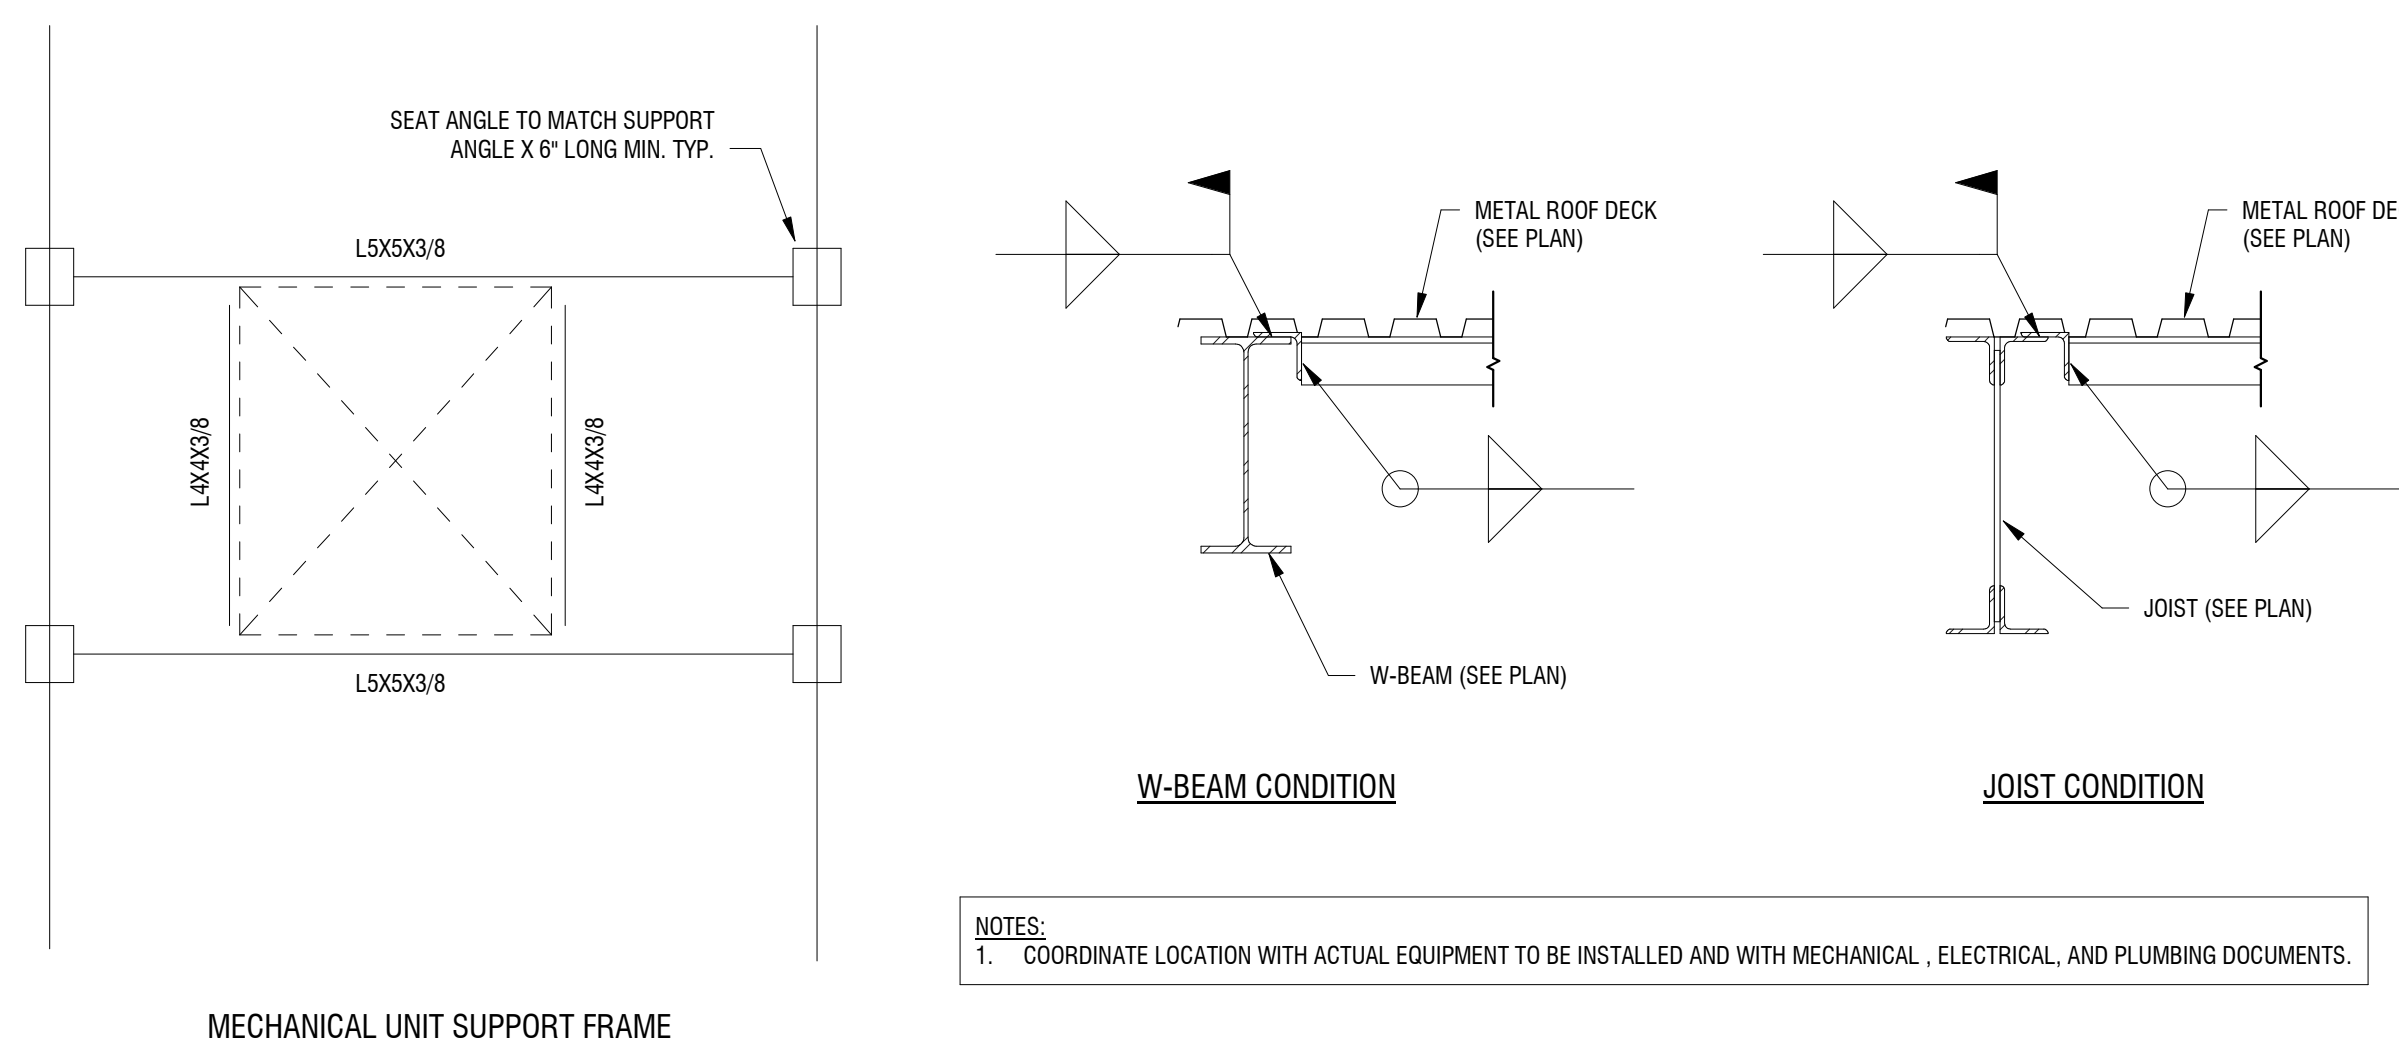 SEAT ANGLE TO MATCH SUPPORT
ANGLE X 6" LONG MIN. TYP.
L5X5X3/8
L4X4X3/8
L4X4X3/8
L5X5X3/8
MECHANICAL UNIT SUPPORT FRAME
METAL ROOF DECK
(SEE PLAN)
W-BEAM (SEE PLAN)
W-BEAM CONDITION
METAL ROOF DE
(SEE PLAN)
JOIST (SEE PLAN)
JOIST CONDITION
NOTES:
1. COORDINATE LOCATION WITH ACTUAL EQUIPMENT TO BE INSTALLED AND WITH MECHANICAL , ELECTRICAL, AND PLUMBING DOCUMENTS.